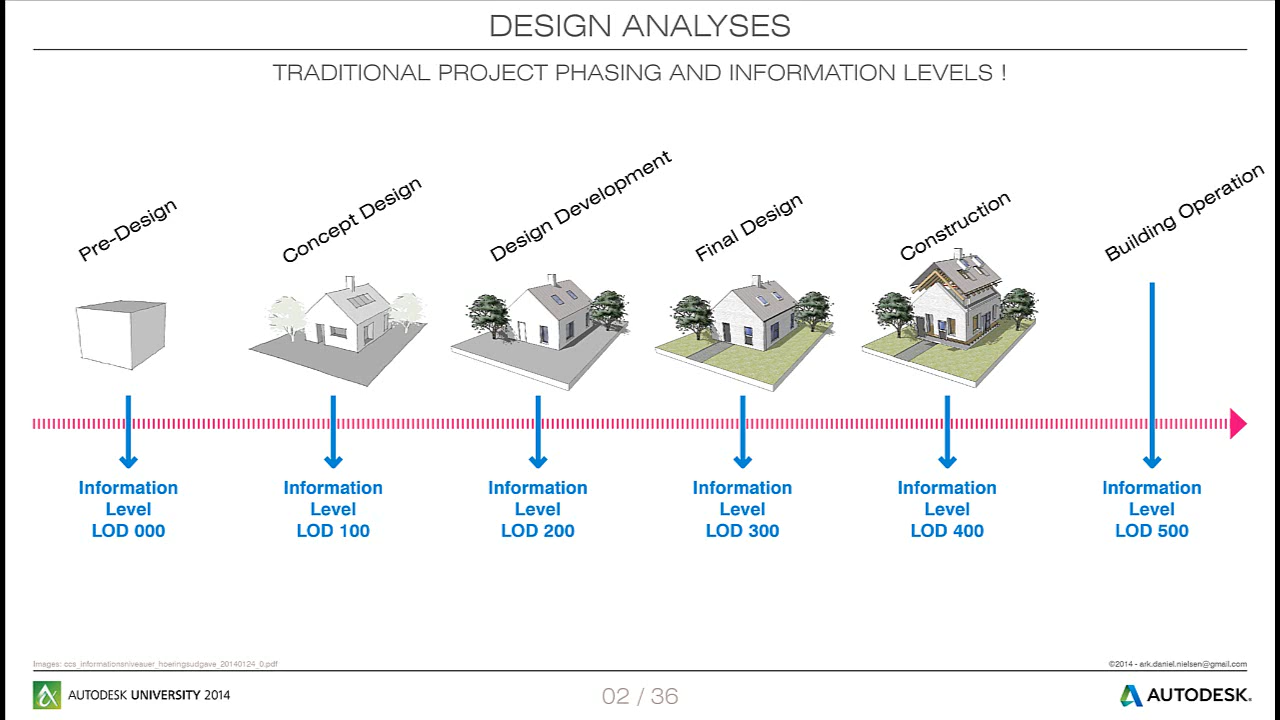 DESIGN ANALYSES
TRADITIONAL PROJECT PHASING AND INFORMATION LEVELS !
Pre-Design
Concept Design
Design Development
Final Design
Construction
Building Operation
Information
Level
LOD 000
Information
Level
LOD 100
Information
Level
LOD 200
Information
Level
LOD 300
Information
Level
LOD 400
Information
Level
LOD 500
Images: ccs_informationsniveauer_hoeringsudgave_20140124_0.pdf
©2014 - ark.daniel.nielsen@gmail.com
AUTODESK UNIVERSITY 2014
02 / 36
AUTODESK.